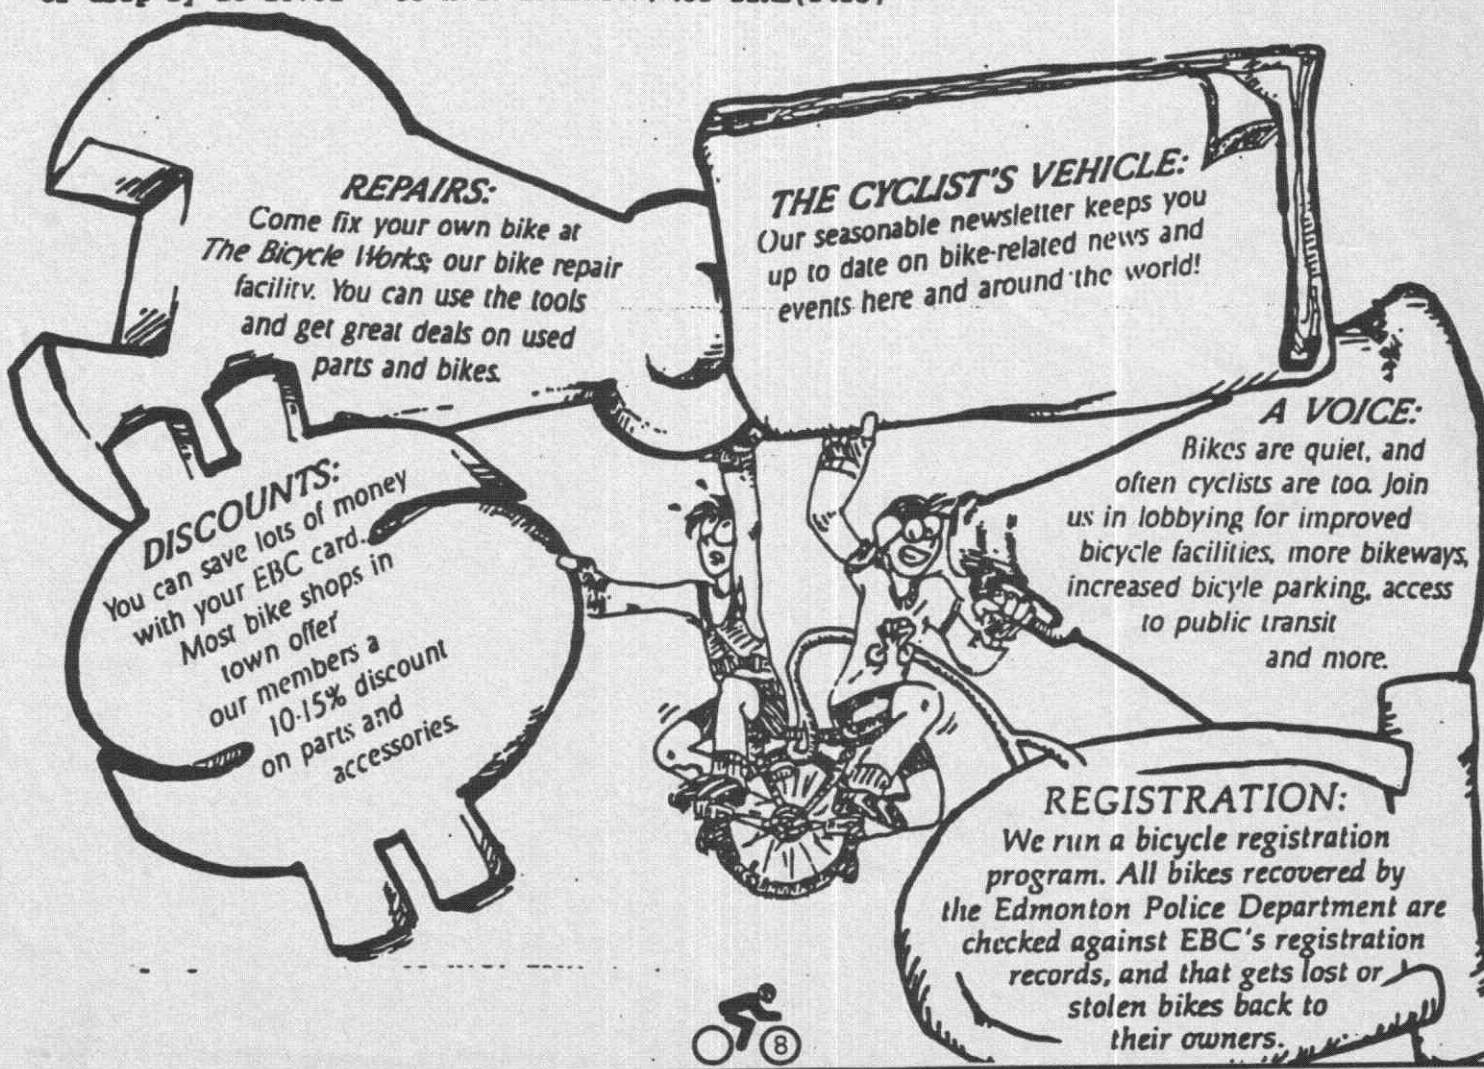 REPAIRS:
Come fix your own bike at
The Bicycle Works; our bike repair
facility. You can use the tools
and get great deals on used
parts and bikes.
THE CYCLIST'S VEHICLE:
Our seasonable newsletter keeps you
up to date on bike-related news and
events here and around the world!
DISCOUNTS:
You can save lots of money
with your EBC card...
Most bike shops in
town offer
our members a
10-15% discount
on parts and
accessories.
A VOICE:
Bikes are quiet, and
often cyclists are too. Join
us in lobbying for improved
bicycle facilities, more bikeways,
increased bicyle parking, access
to public transit
and more.
REGISTRATION:
We run a bicycle registration
program. All bikes recovered by
the Edmonton Police Department are
checked against EBC's registration
records, and that gets lost or
stolen bikes back to
their owners.
8